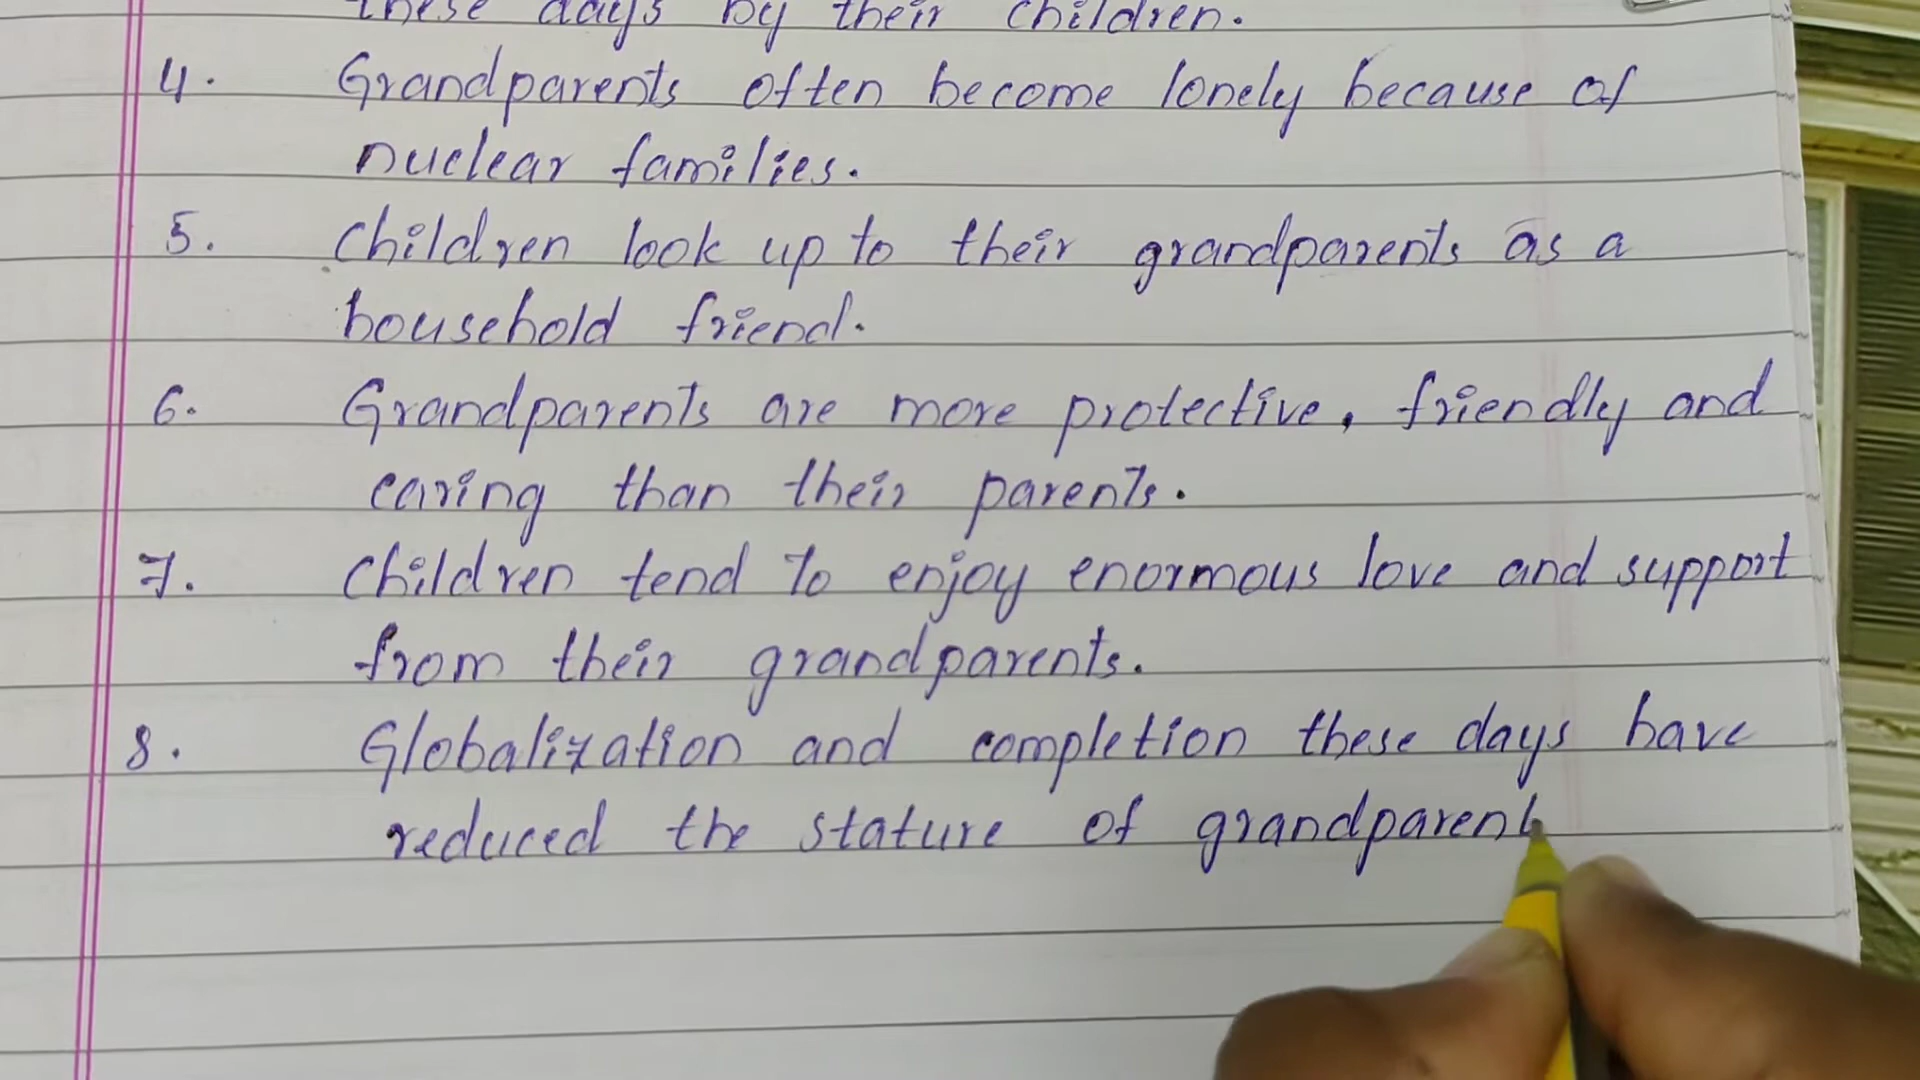 these days by their children.
4. Grandparents often become lonely because of
nuclear families.
5. Children look up to their grandparents as a
household friend.
6. Grandparents are more protective, friendly and
caring than their parents.
7. Children tend to enjoy enormous love and support
from their grandparents.
8. Globalization and completion these days have
reduced the stature of grandparent